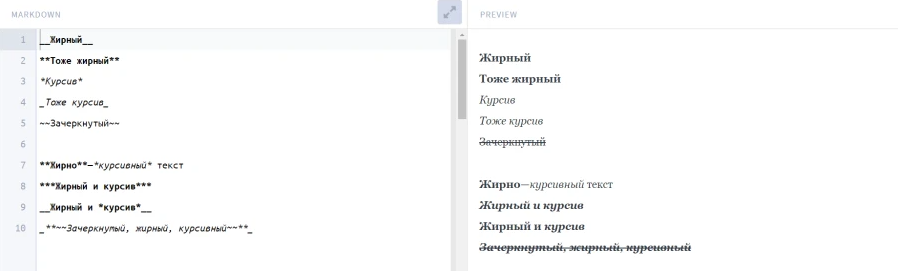 MARKDOWN
1 __Жирный__
2 **Тоже жирный**
3 *Курсив*
4 _Тоже курсив_
5 ~~Зачеркнутый~~
6
7 **Жирно**—*курсивный* текст
8 ***Жирный и курсив***
9 __Жирный и *курсив*__
10 _**~~Зачеркнутый, жирный, курсивный~~**_
PREVIEW
Жирный
Тоже жирный
Курсив
Тоже курсив
Зачеркнутый
Жирно—курсивный текст
Жирный и курсив
Жирный и курсив
Зачеркнутый, жирный, курсивный